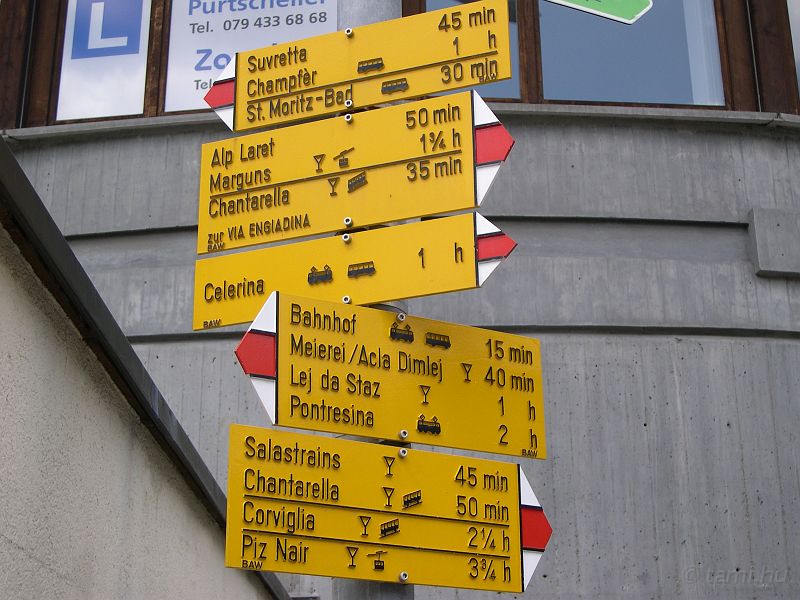 Purtscheller
L
Tel. 079 433 68 68
Suvretta 45 min
Champfèr 1 h
St. Moritz-Bad 30 min
BAW
Alp Laret 50 min
Marguns 1¾ h
Chantarella 35 min
zur VIA ENGIADINA
BAW
Celerina 1 h
BAW
Bahnhof 15 min
Meierei/Acla Dimlej 40 min
Lej da Staz 1 h
Pontresina 2 h
BAW
Salastrains 45 min
Chantarella 50 min
Corviglia 2¼ h
Piz Nair 3¾ h
BAW
© tami.hu